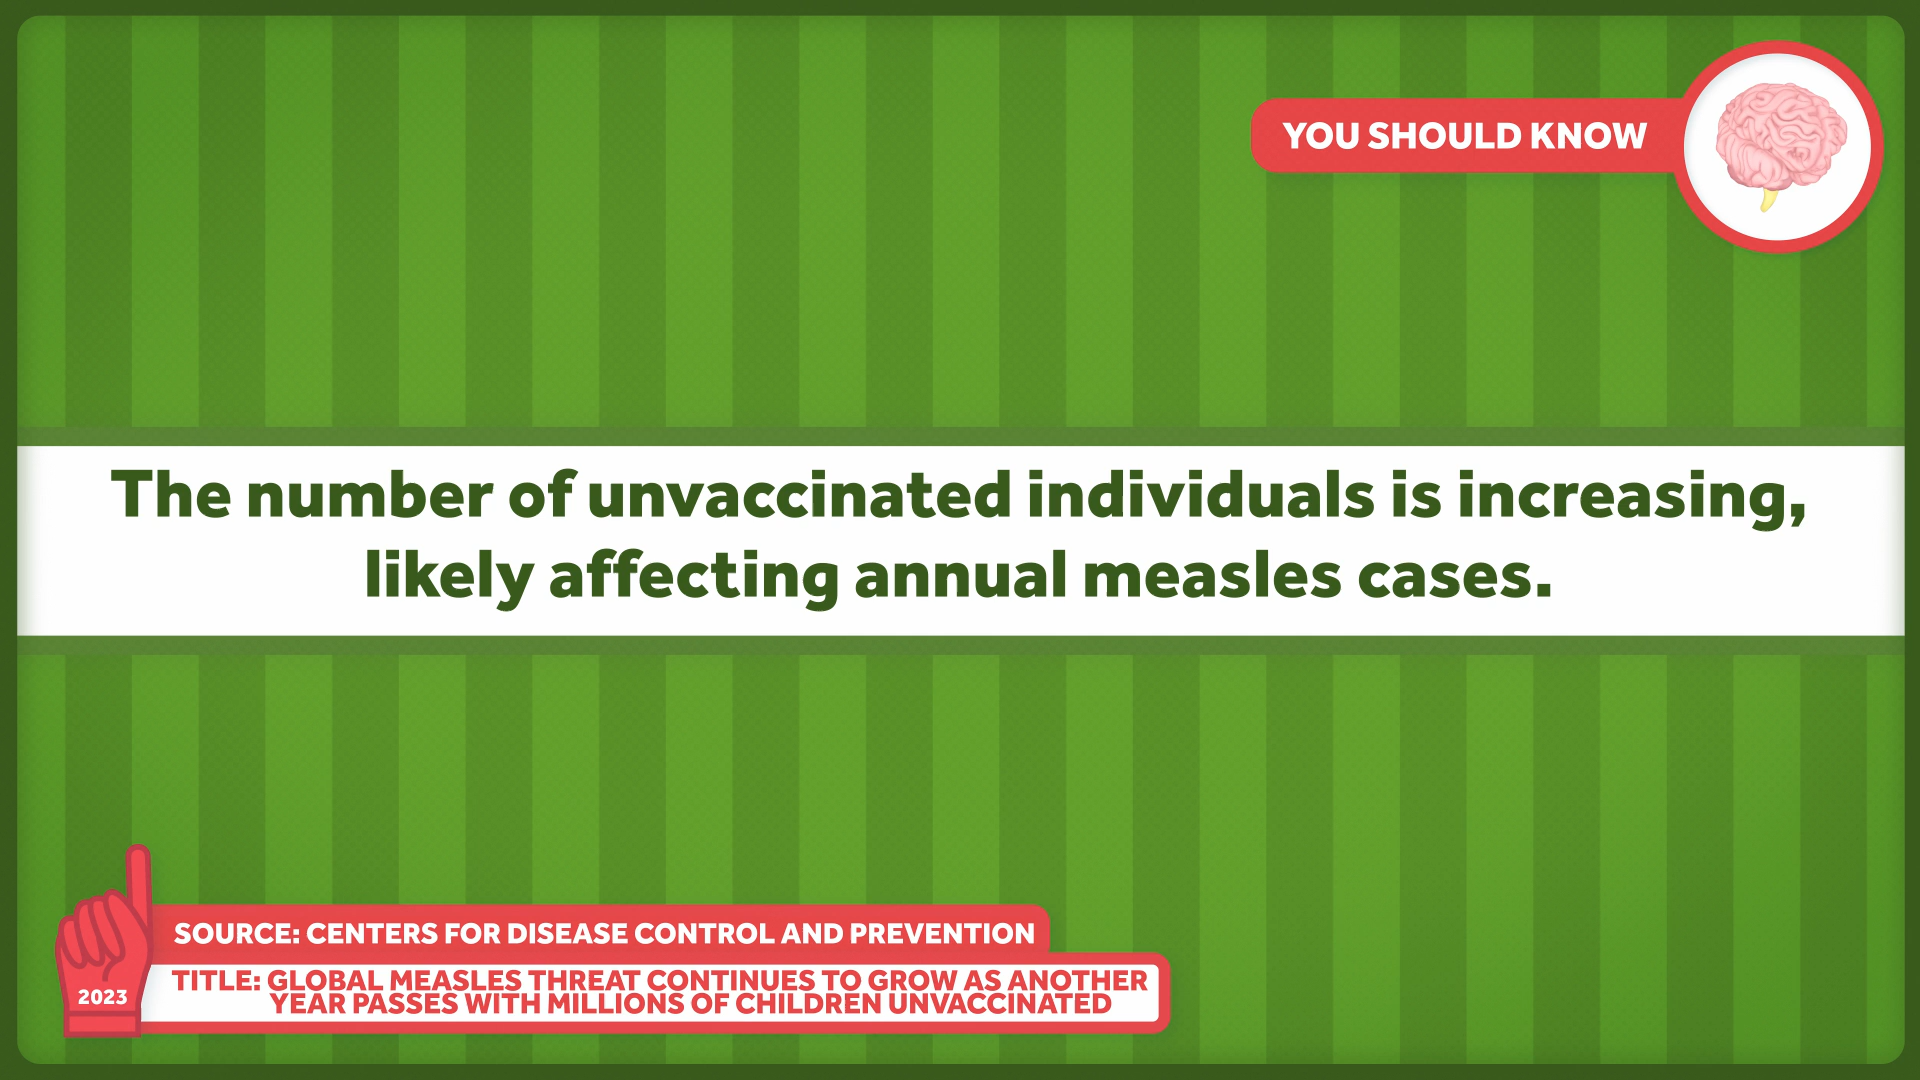 YOU SHOULD KNOW
The number of unvaccinated individuals is increasing,
likely affecting annual measles cases.
2023
SOURCE: CENTERS FOR DISEASE CONTROL AND PREVENTION
TITLE: GLOBAL MEASLES THREAT CONTINUES TO GROW AS ANOTHER
YEAR PASSES WITH MILLIONS OF CHILDREN UNVACCINATED